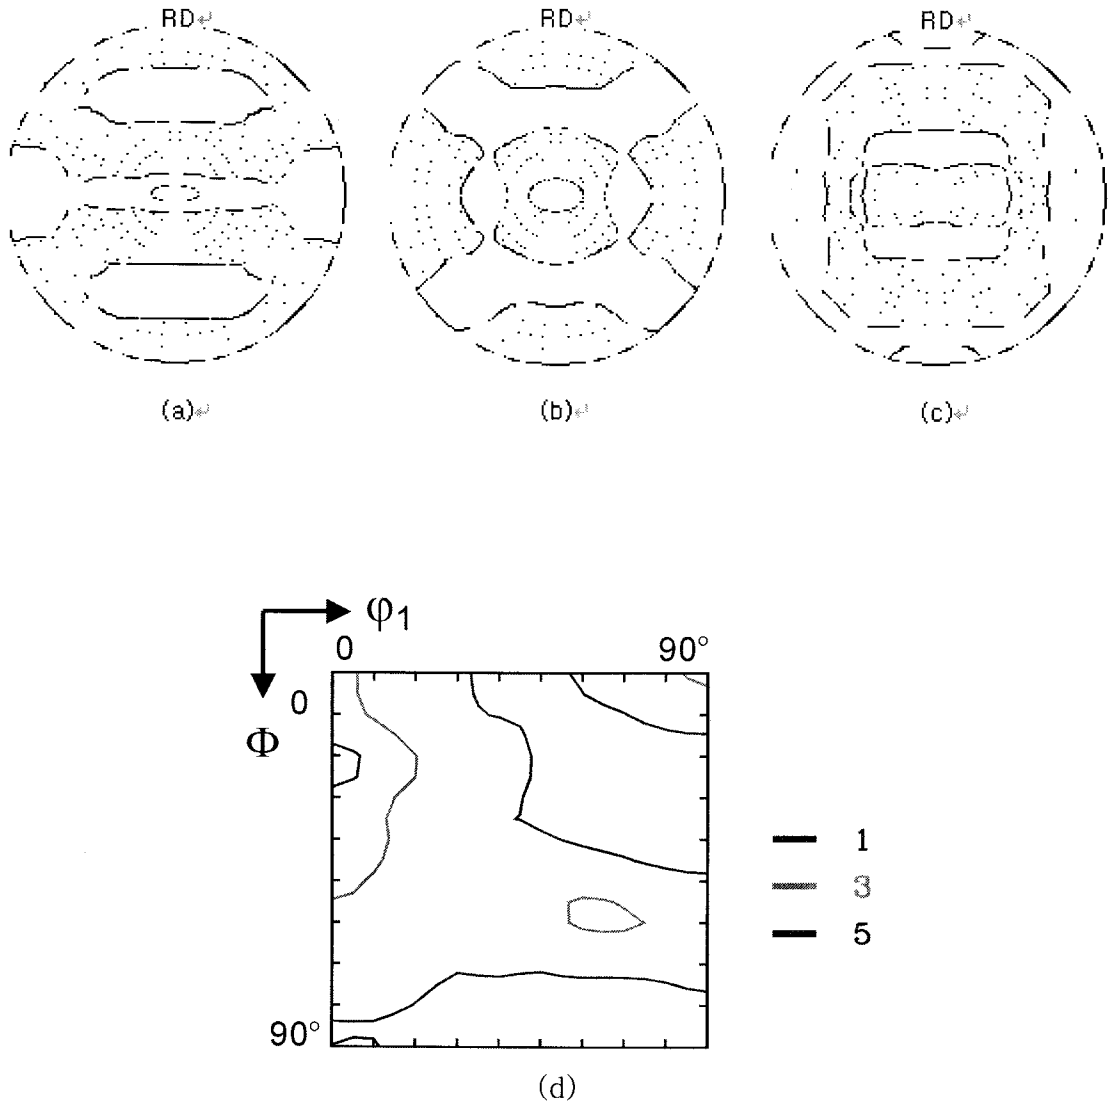 RD↵ RD↵ RD↵
(a)↵ (b)↵ (c)↵
φ₁
0 90°
0
Φ
1
3
5
90°
(d)